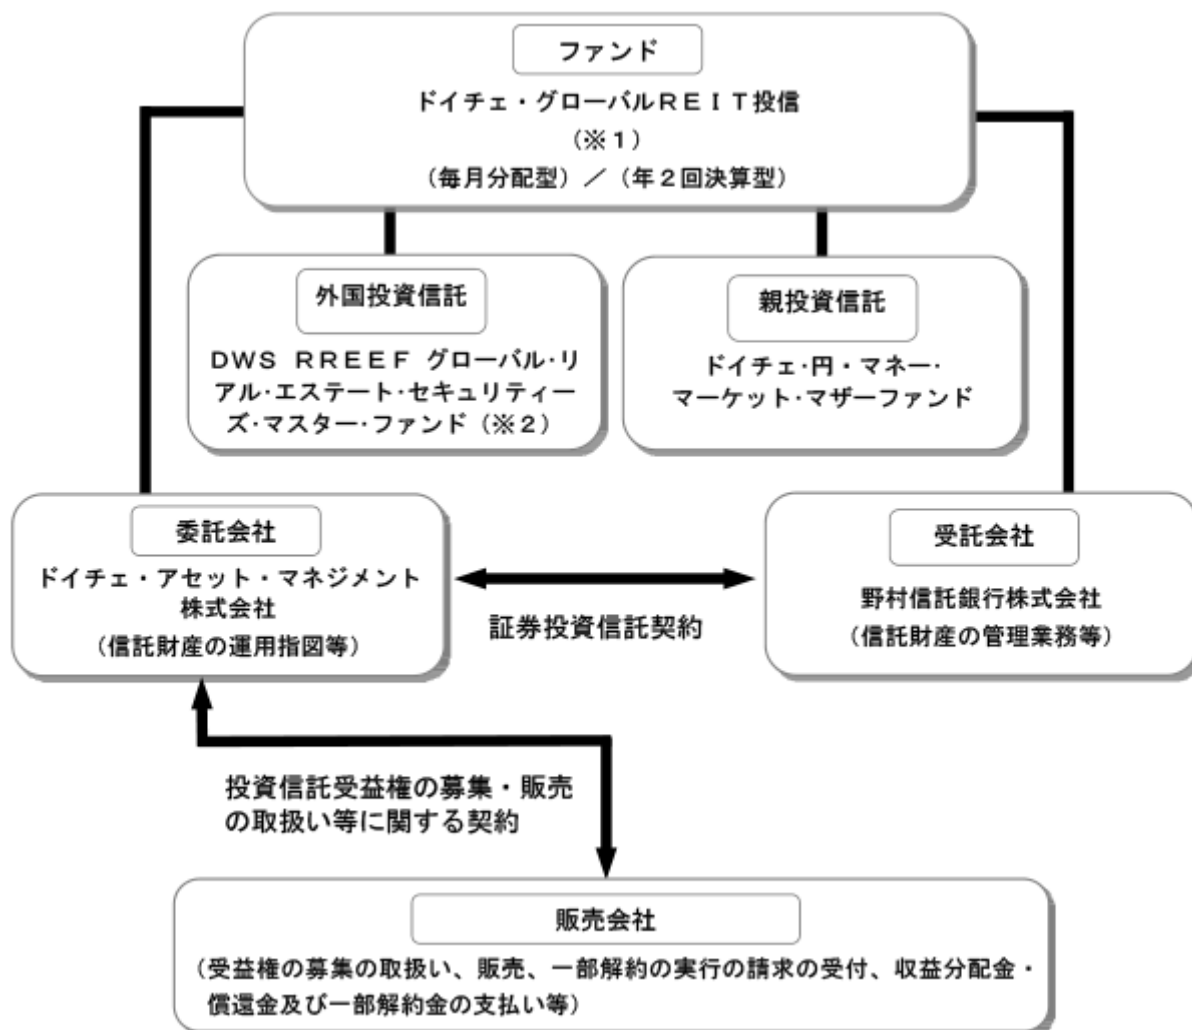 ファンド
ドイチェ・グローバルＲＥＩＴ投信
（※１）
（毎月分配型）／（年２回決算型）
外国投資信託
ＤＷＳ ＲＲＥＥＦ グローバル・リ
アル・エステート・セキュリティー
ズ・マスター・ファンド（※２）
親投資信託
ドイチェ・円・マネー・
マーケット・マザーファンド
委託会社
ドイチェ・アセット・マネジメント
株式会社
（信託財産の運用指図等）
証券投資信託契約
受託会社
野村信託銀行株式会社
（信託財産の管理業務等）
投資信託受益権の募集・販売
の取扱い等に関する契約
販売会社
（受益権の募集の取扱い、販売、一部解約の実行の請求の受付、収益分配金・
償還金及び一部解約金の支払い等）